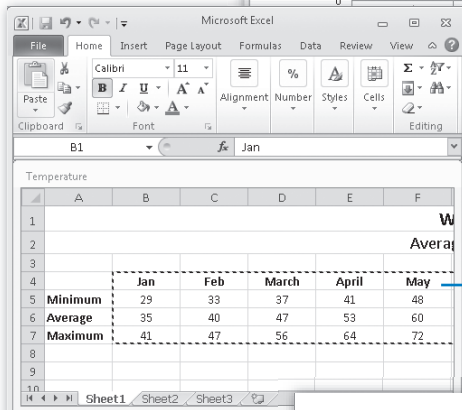 0
Microsoft Excel
File Home Insert Page Layout Formulas Data Review View
Calibri 11 Σ
Paste B I U A A Alignment Number Styles Cells
A
Clipboard Font Editing
B1 fx Jan
Temperature
A B C D E F
1 W
2 Averag
3
4 Jan Feb March April May
5 Minimum 29 33 37 41 48
6 Average 35 40 47 53 60
7 Maximum 41 47 56 64 72
8
9
10
Sheet1 Sheet2 Sheet3